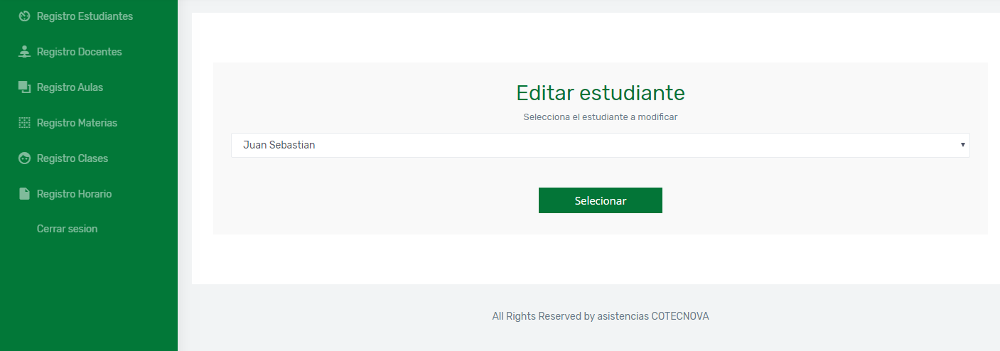 Registro Estudiantes
Registro Docentes
Registro Aulas
Registro Materias
Registro Clases
Registro Horario
Cerrar sesion
Editar estudiante
Selecciona el estudiante a modificar
Juan Sebastian
Selecionar
All Rights Reserved by asistencias COTECNOVA